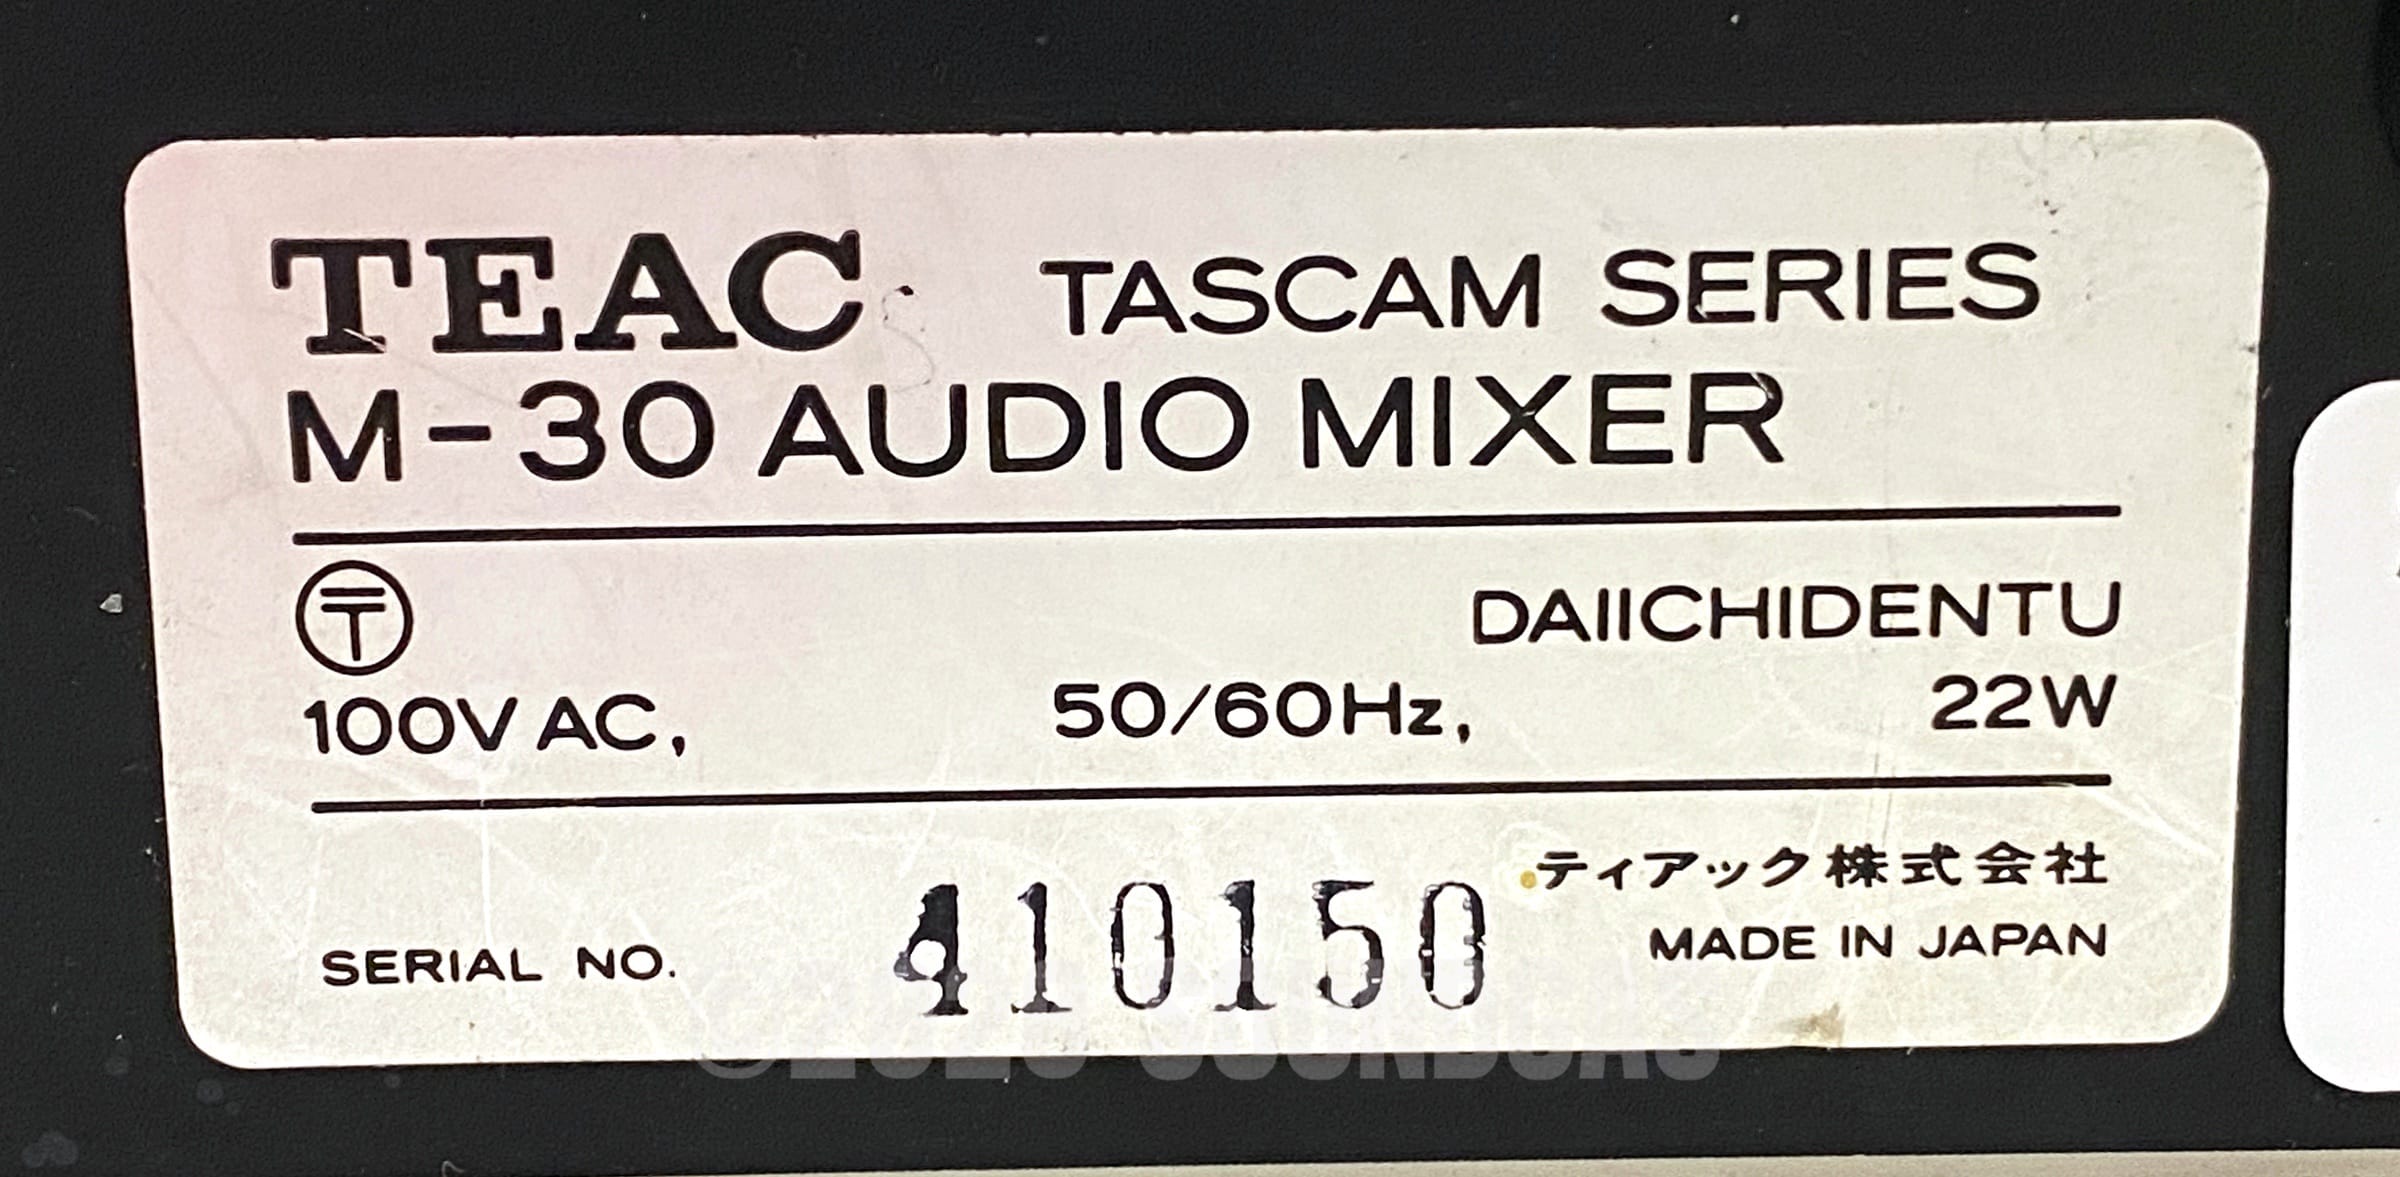 TEAC TASCAM SERIES
M-30 AUDIO MIXER
〒
DAIICHIDENTU
100V AC, 50/60Hz, 22W
ティアック株式会社
SERIAL NO. 410150 MADE IN JAPAN